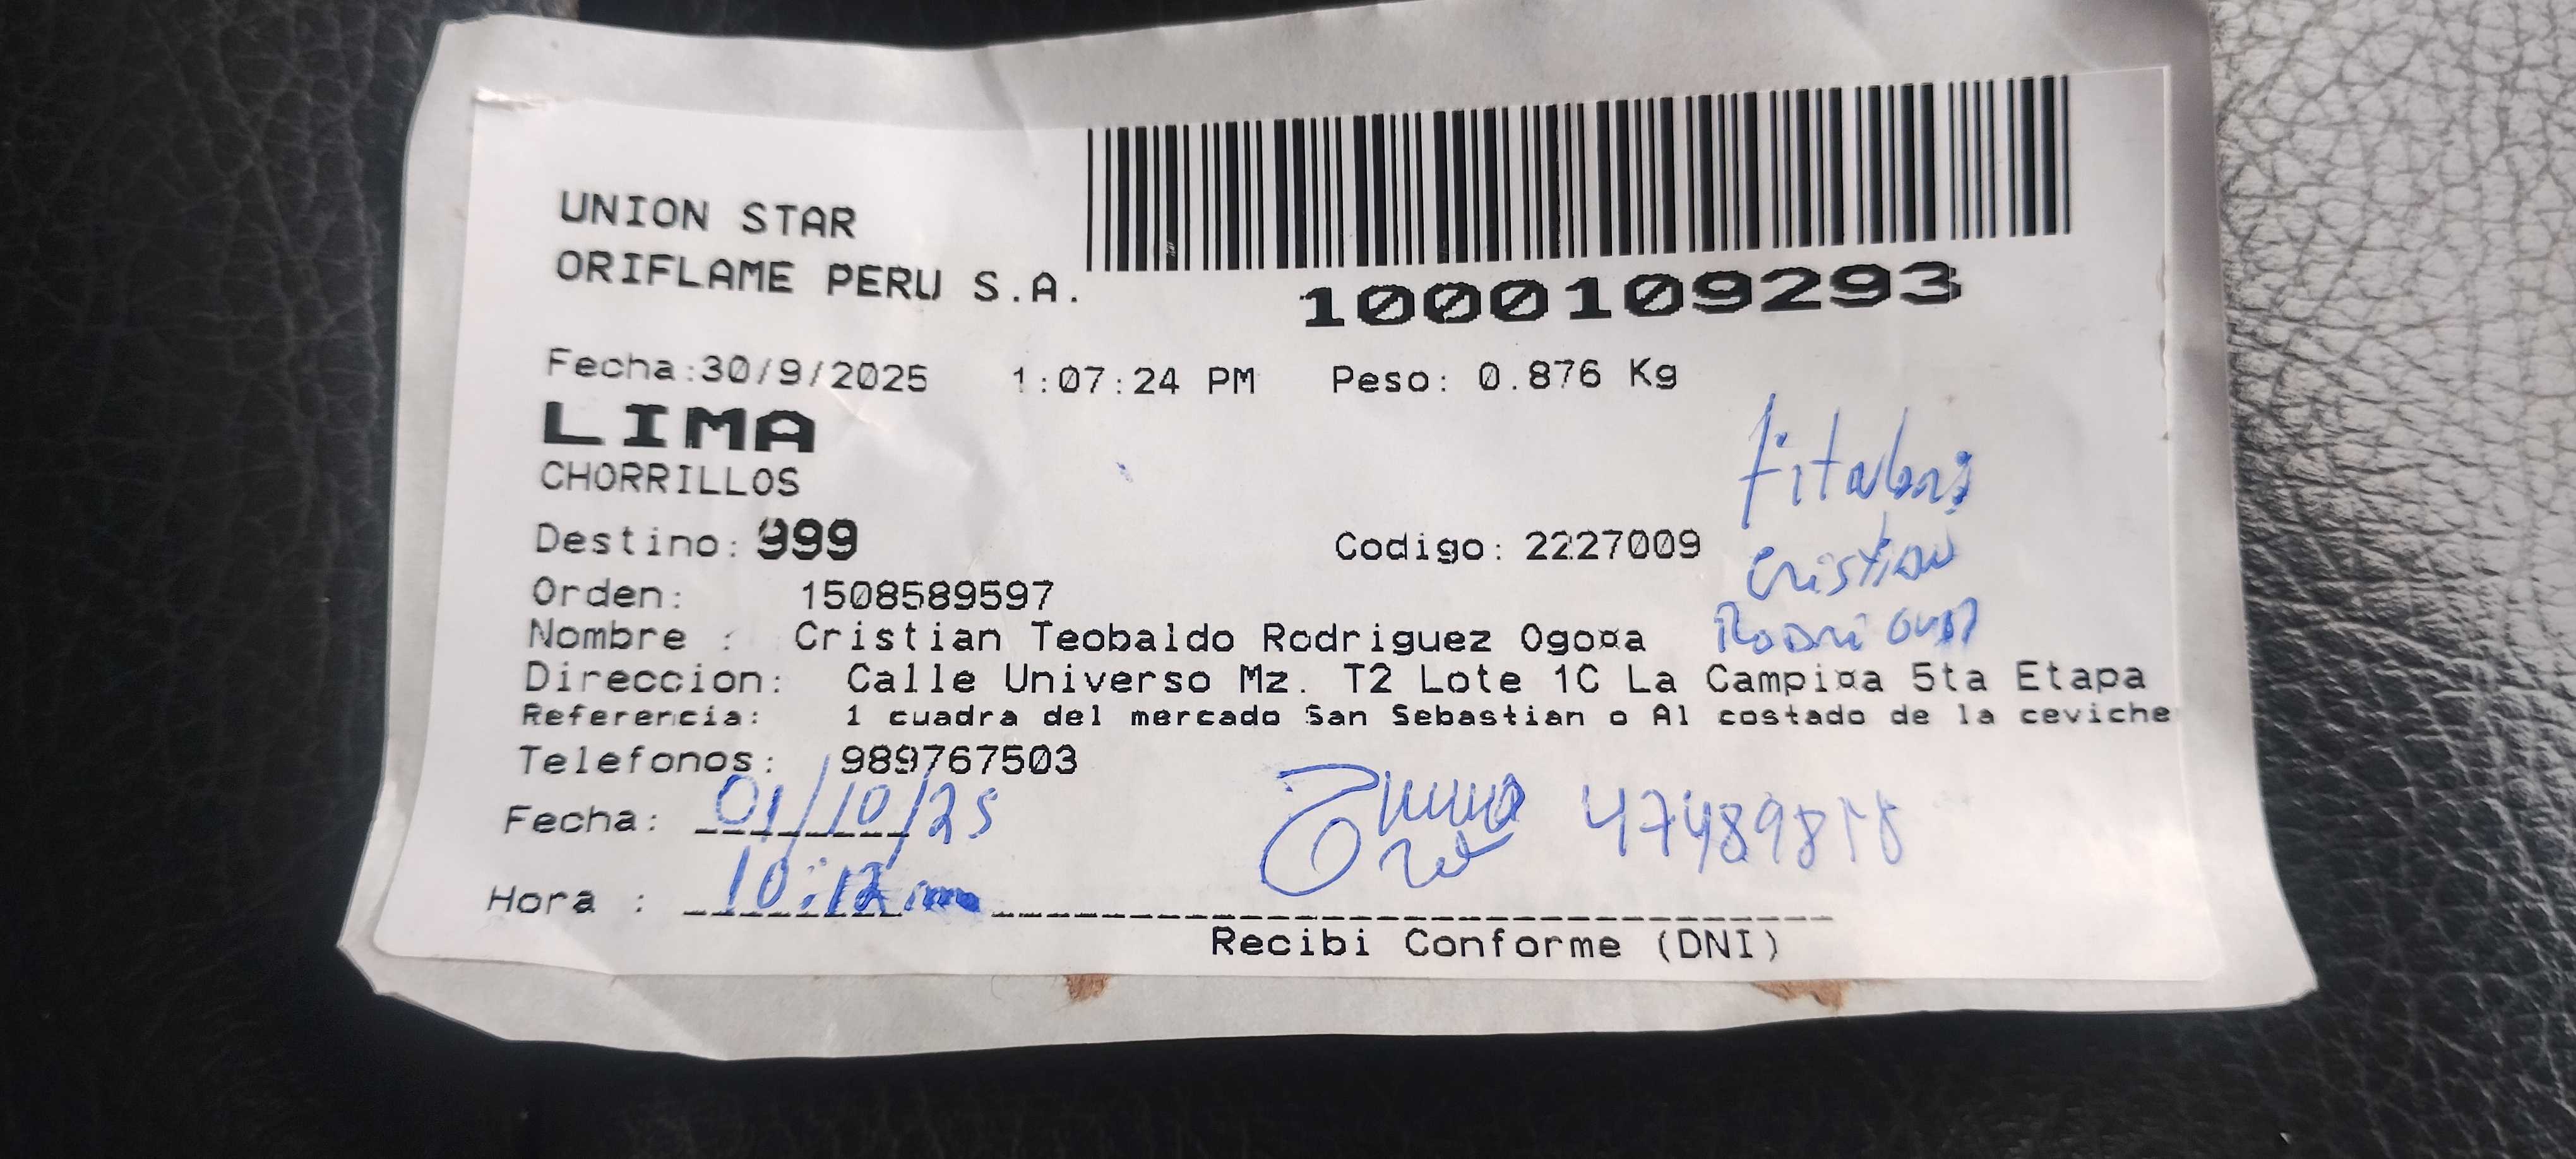 UNION STAR
ORIFLAME PERU S.A.
1000109293
Fecha:30/9/2025 1:07:24 PM Peso: 0.876 Kg
LIMA
CHORRILLOS
Destino: 999 Codigo: 2227009
Orden: 1508589597
Cristian
Nombre : Cristian Teobaldo Rodriguez Ogo¤a
Direccion: Calle Universo Mz. T2 Lote 1C La Campi¤a 5ta Etapa
Referencia: 1 cuadra del mercado San Sebastian o Al costado de la ceviche
Telefonos: 989767503
Fecha: 01/10/25
Hora : 10:12
Recibi Conforme (DNI)